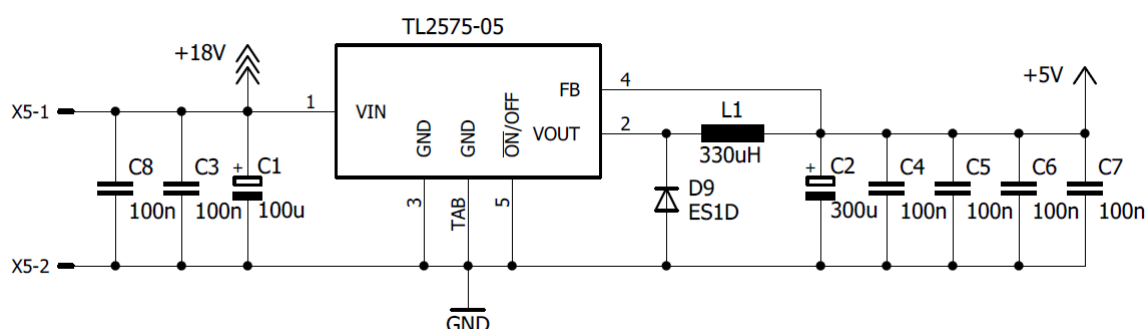 TL2575-05
+18V
+5V
X5-1
1
VIN
FB
4
GND
GND
ON/OFF
VOUT
2
L1
330uH
C8
100n
C3
100n
+
C1
100u
3
TAB
5
D9
ES1D
+
C2
300u
C4
100n
C5
100n
C6
100n
C7
100n
X5-2
GND